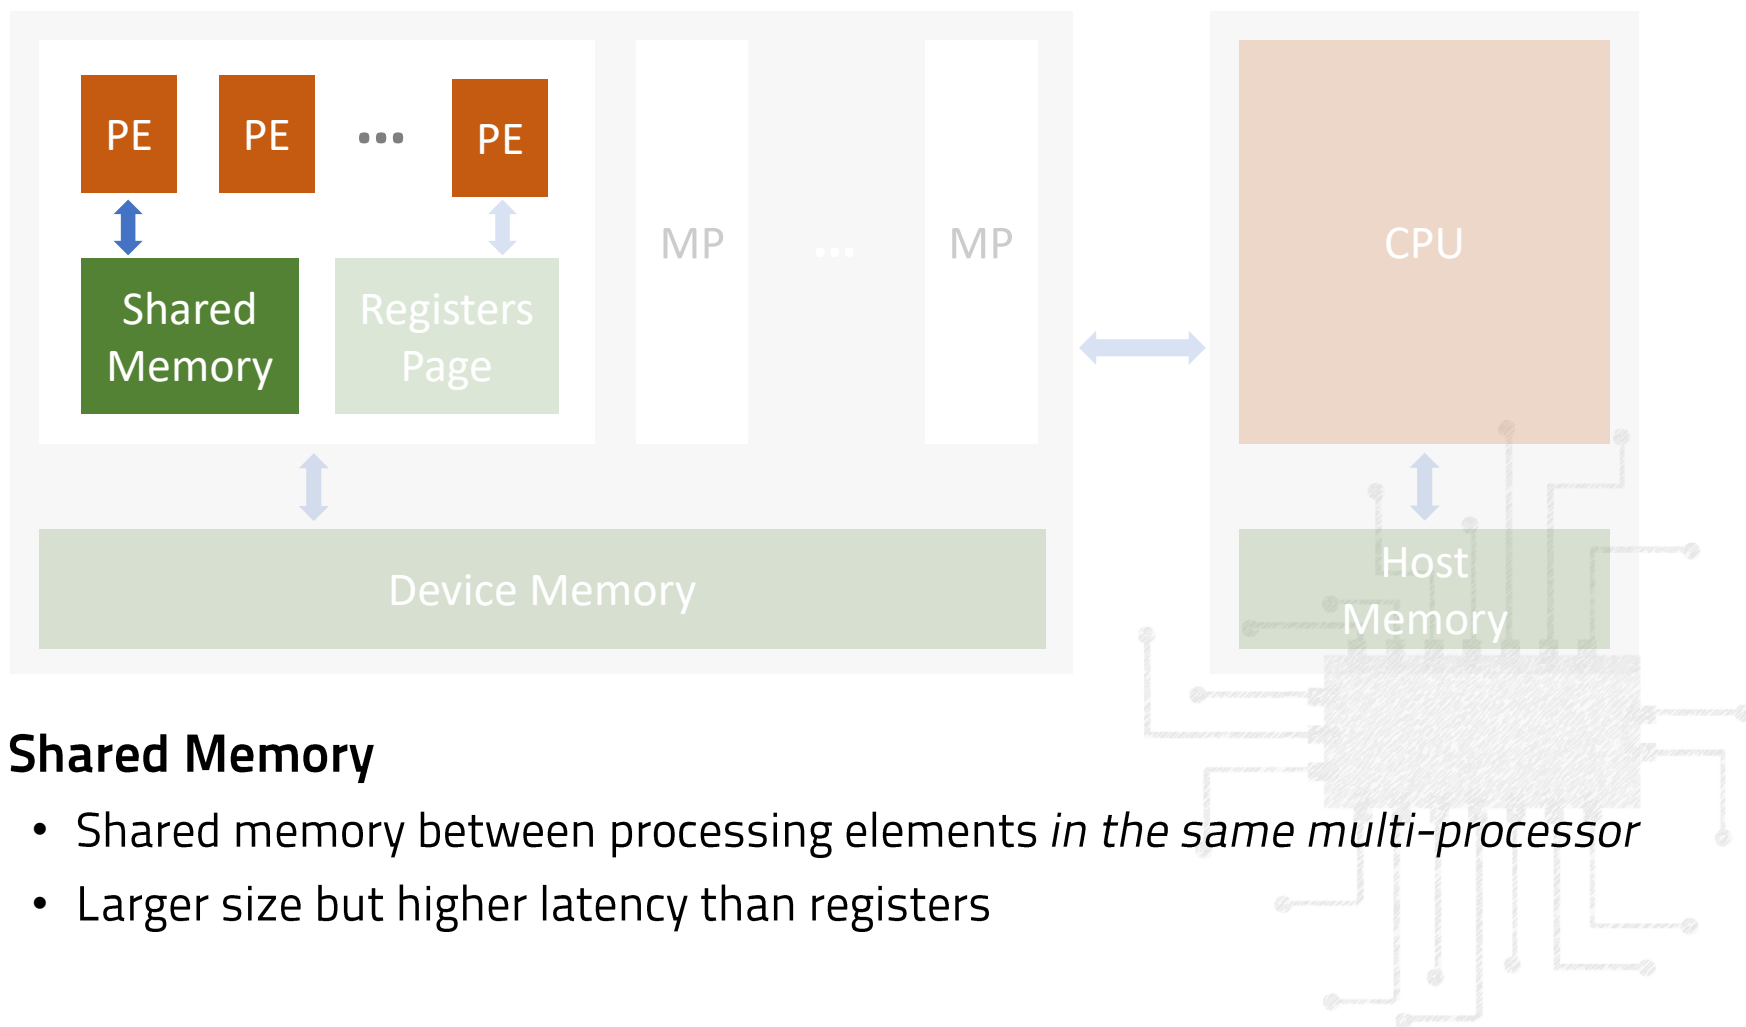 PE
PE
...
PE
Shared
Memory
Registers
Page
MP
...
MP
CPU
Device Memory
Host
Memory
Shared Memory
• Shared memory between processing elements in the same multi-processor
• Larger size but higher latency than registers